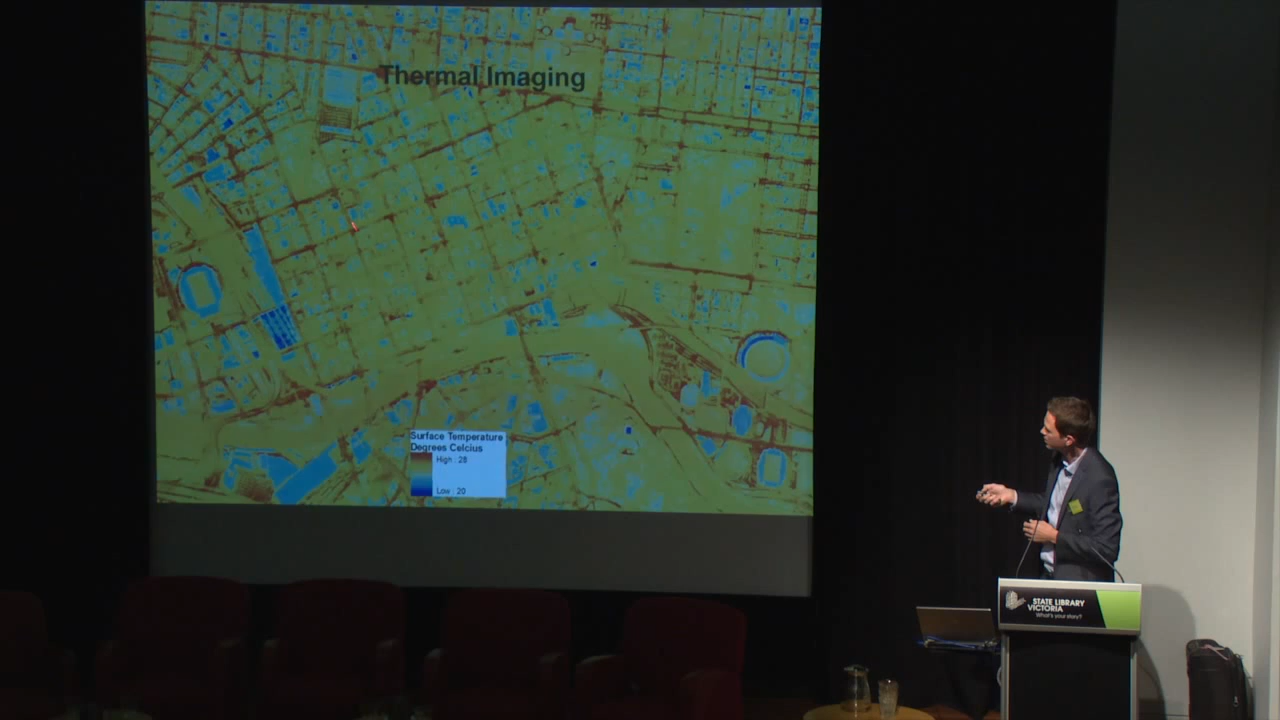 Thermal Imaging
Surface Temperature
Degrees Celcius
High : 28
Low : 20
STATE LIBRARY
VICTORIA
What's your story?